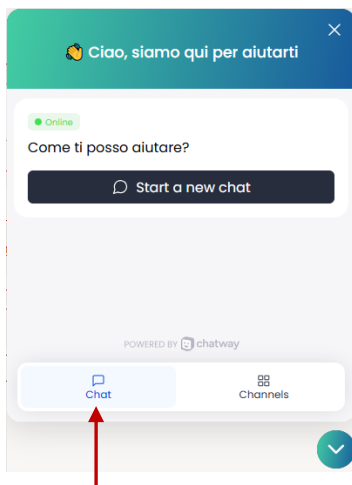 Ciao, siamo qui per aiutarti
Online
Come ti posso aiutare?
Start a new chat
POWERED BY chatway
Chat
Channels